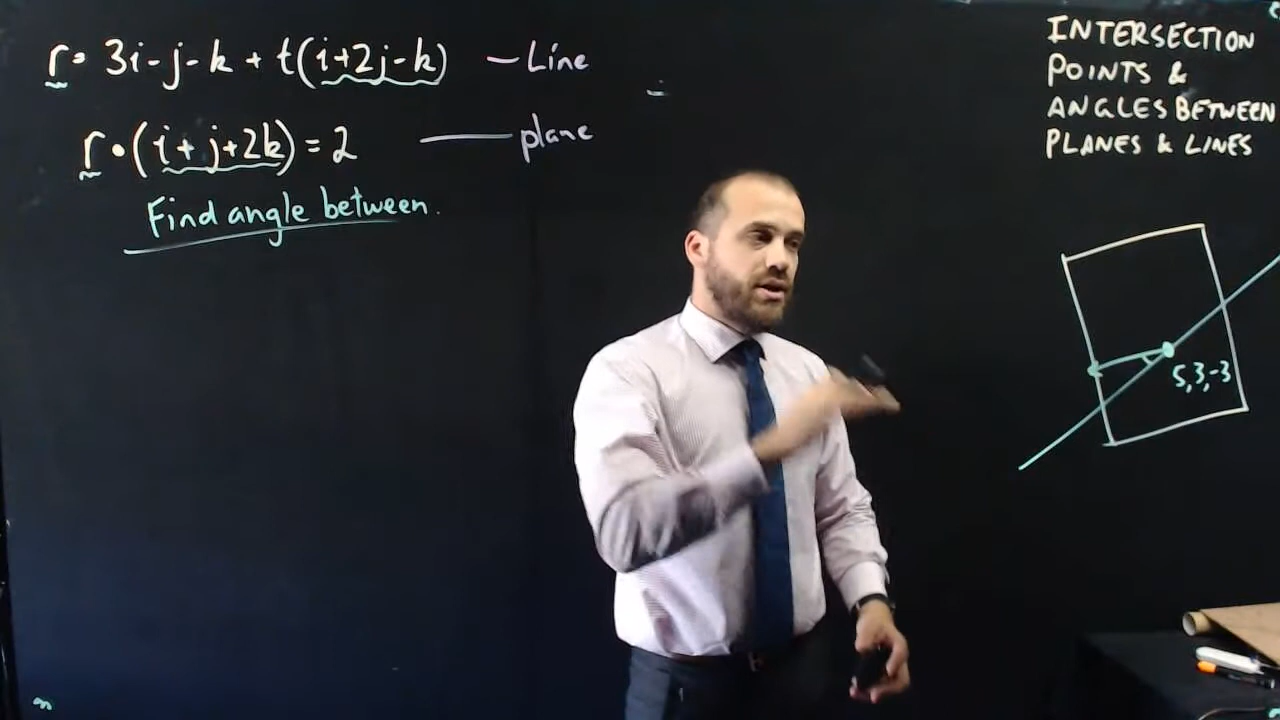 r = 3i-j-k + t(i+2j-k) — Line
r • (i+j+2k) = 2 — plane
Find angle between.
INTERSECTION
POINTS &
ANGLES BETWEEN
PLANES & LINES
5,3,-3